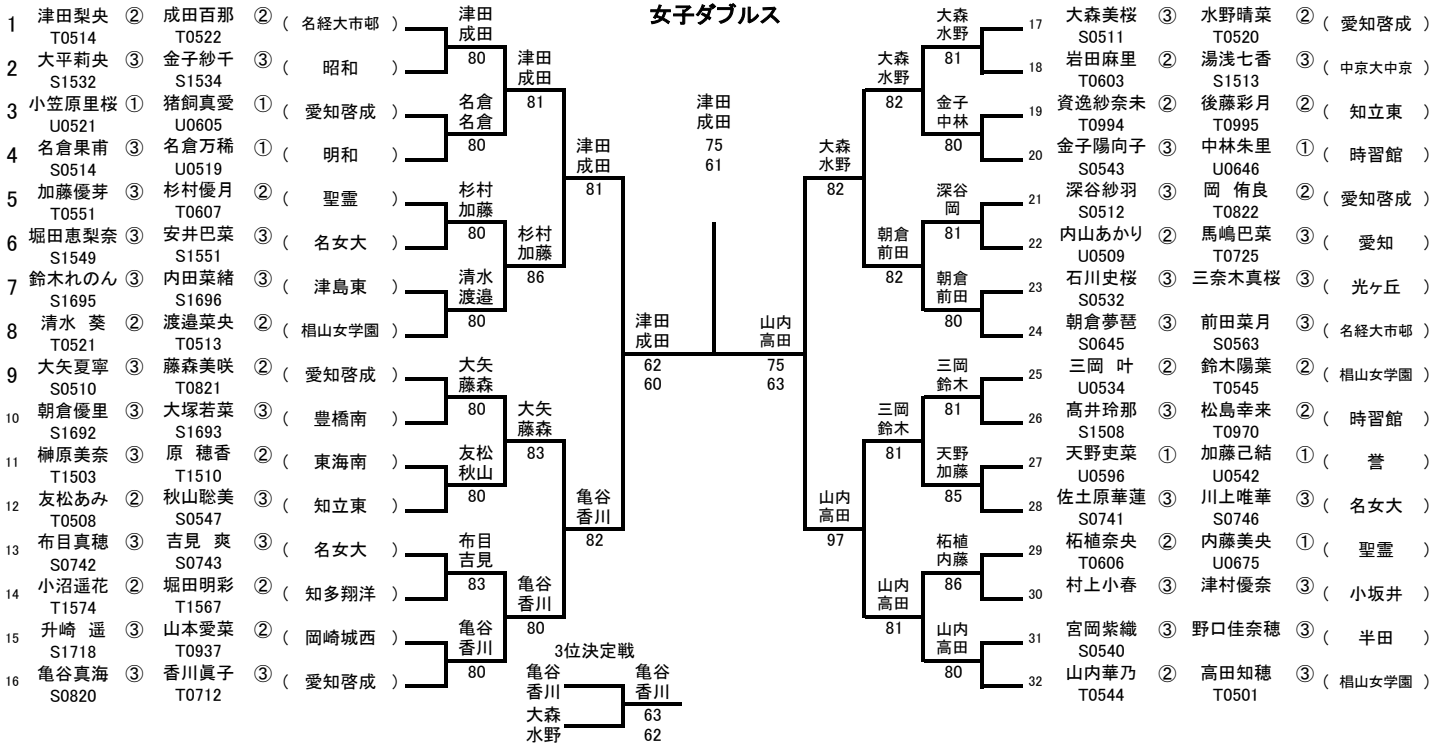 女子ダブルス
1 津田梨央 ② 成田百那 ② ( 名経大市邨 )
T0514 T0522
2 大平莉央 ③ 金子紗千 ③ ( 昭和 )
S1532 S1534
3 小笠原里桜 ① 猪飼真愛 ① ( 愛知啓成 )
U0521 U0605
4 名倉果甫 ③ 名倉万稀 ① ( 明和 )
S0514 U0519
5 加藤優芽 ③ 杉村優月 ② ( 聖霊 )
T0551 T0607
6 堀田恵梨奈 ③ 安井巴菜 ③ ( 名女大 )
S1549 S1551
7 鈴木れのん ③ 内田菜緒 ③ ( 津島東 )
S1695 S1696
8 清水 葵 ② 渡邉菜央 ② ( 椙山女学園 )
T0521 T0513
9 大矢夏寧 ③ 藤森美咲 ② ( 愛知啓成 )
S0510 T0821
10 朝倉優里 ③ 大塚若菜 ③ ( 豊橋南 )
S1692 S1693
11 榊原美奈 ③ 原 穂香 ② ( 東海南 )
T1503 T1510
12 友松あみ ② 秋山聡美 ③ ( 知立東 )
T0508 S0547
13 布目真穂 ③ 吉見 爽 ③ ( 名女大 )
S0742 S0743
14 小沼遥花 ② 堀田明彩 ② ( 知多翔洋 )
T1574 T1567
15 升崎 遥 ③ 山本愛菜 ② ( 岡崎城西 )
S1718 T0937
16 亀谷真海 ③ 香川眞子 ③ ( 愛知啓成 )
S0820 T0712
津田
成田
80
名倉
名倉
80
杉村
加藤
80
清水
渡邉
80
大矢
藤森
80
友松
秋山
80
布目
吉見
83
亀谷
香川
80
津田
成田
81
杉村
加藤
86
大矢
藤森
83
亀谷
香川
80
津田
成田
81
亀谷
香川
82
津田
成田
62
60
津田
成田
75
61
山内
高田
75
63
大森
水野
82
山内
高田
97
大森
水野
82
朝倉
前田
82
三岡
鈴木
81
山内
高田
81
大森
水野
81
金子
中林
80
深谷
岡
81
朝倉
前田
80
三岡
鈴木
81
天野
加藤
85
柘植
内藤
86
山内
高田
80
17 大森美桜 ③ 水野晴菜 ② ( 愛知啓成 )
S0511 T0520
18 岩田麻里 ② 湯浅七香 ③ ( 中京大中京 )
T0603 S1513
19 資逸紗奈未 ② 後藤彩月 ② ( 知立東 )
T0994 T0995
20 金子陽向子 ③ 中林朱里 ① ( 時習館 )
S0543 U0646
21 深谷紗羽 ③ 岡 侑良 ② ( 愛知啓成 )
S0512 T0822
22 内山あかり ② 馬嶋巴菜 ③ ( 愛知 )
U0509 T0725
23 石川史桜 ③ 三奈木真桜 ③ ( 光ヶ丘 )
S0532
24 朝倉夢琶 ③ 前田菜月 ③ ( 名経大市邨 )
S0645 S0563
25 三岡 叶 ② 鈴木陽葉 ② ( 椙山女学園 )
U0534 T0545
26 髙井玲那 ③ 松島幸来 ② ( 時習館 )
S1508 T0970
27 天野吏菜 ① 加藤己結 ① ( 誉 )
U0596 U0542
28 佐土原華蓮 ③ 川上唯華 ③ ( 名女大 )
S0741 S0746
29 柘植奈央 ② 内藤美央 ① ( 聖霊 )
T0606 U0675
30 村上小春 ③ 津村優奈 ③ ( 小坂井 )
31 宮岡紫織 ③ 野口佳奈穂 ③ ( 半田 )
S0540
32 山内華乃 ② 高田知穂 ③ ( 椙山女学園 )
T0544 T0501
3位決定戦
亀谷
香川
大森
水野
亀谷
香川
63
62